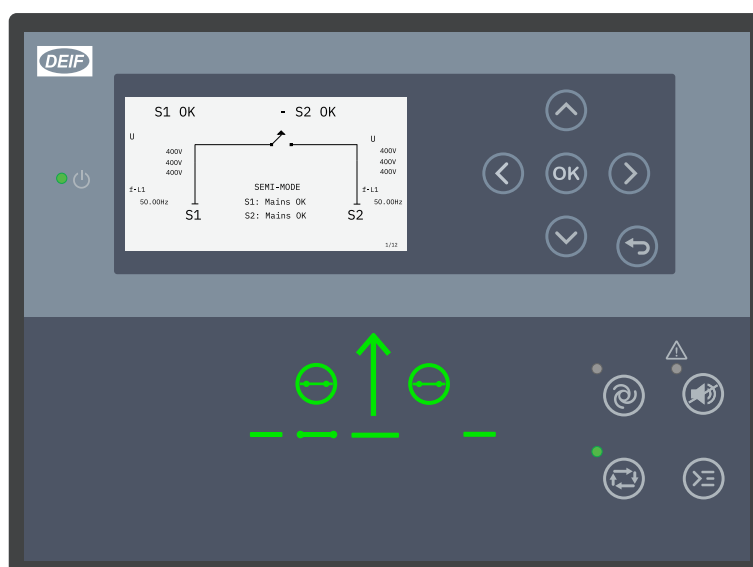 DEIF
S1 OK - S2 OK
U U
400V 400V
400V 400V
400V 400V
f-L1 SEMI-MODE f-L1
50.00Hz S1: Mains OK 50.00Hz
S1 S2: Mains OK S2
1/12
OK